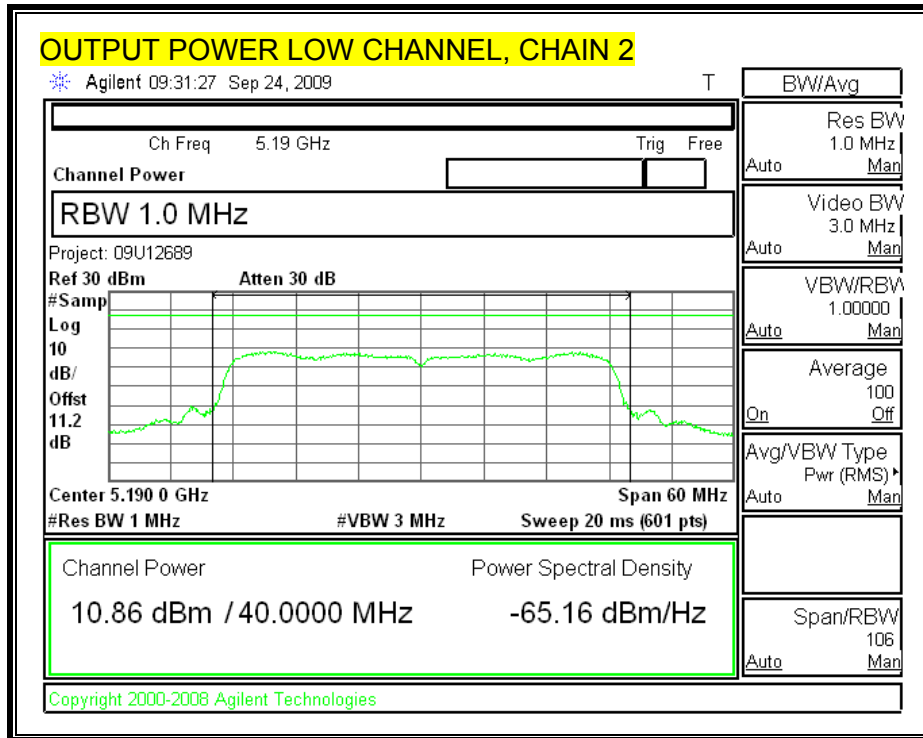 OUTPUT POWER LOW CHANNEL, CHAIN 2
Agilent 09:31:27 Sep 24, 2009 T
Ch Freq 5.19 GHz Trig Free
Channel Power
RBW 1.0 MHz
Project: 09U12689
Ref 30 dBm Atten 30 dB
#Samp
Log
10
dB/
Offst
11.2
dB
Center 5.190 0 GHz Span 60 MHz
#Res BW 1 MHz #VBW 3 MHz Sweep 20 ms (601 pts)
Channel Power Power Spectral Density
10.86 dBm / 40.0000 MHz -65.16 dBm/Hz
Copyright 2000-2008 Agilent Technologies
BW/Avg
Res BW
1.0 MHz
Auto Man
Video BW
3.0 MHz
Auto Man
VBW/RBW
1.00000
Auto Man
Average
100
On Off
Avg/VBW Type
Pwr (RMS)
Auto Man
Span/RBW
106
Auto Man